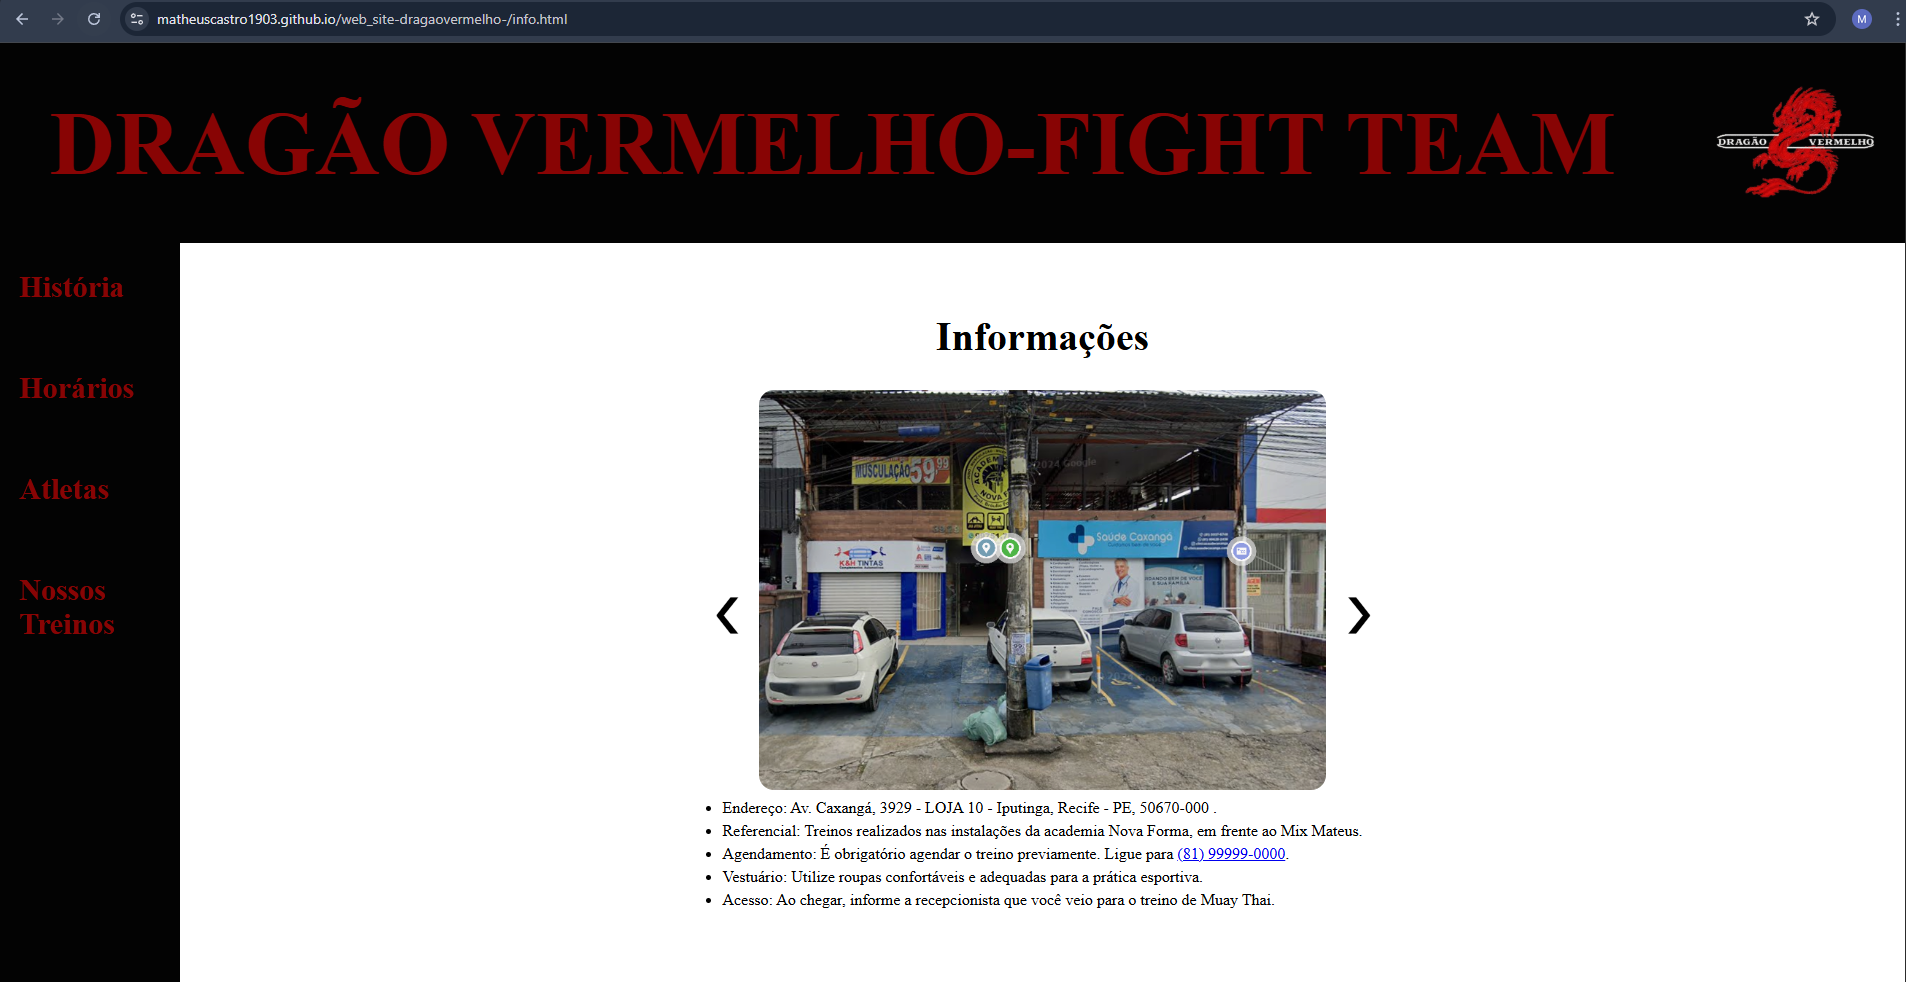 matheuscastro1903.github.io/web_site-dragaovermelho-/info.html
M
DRAGÃO VERMELHO-FIGHT TEAM
DRAGÃO VERMELHO
História
Horários
Atletas
Nossos
Treinos
Informações
MUSCULAÇÃO 59,99
ACADEMIA
NOVA FORMA
2024 Google
K&H TINTAS
Saúde Caxangá
❮
❯
• Endereço: Av. Caxangá, 3929 - LOJA 10 - Iputinga, Recife - PE, 50670-000 .
• Referencial: Treinos realizados nas instalações da academia Nova Forma, em frente ao Mix Mateus.
• Agendamento: É obrigatório agendar o treino previamente. Ligue para (81) 99999-0000.
• Vestuário: Utilize roupas confortáveis e adequadas para a prática esportiva.
• Acesso: Ao chegar, informe a recepcionista que você veio para o treino de Muay Thai.